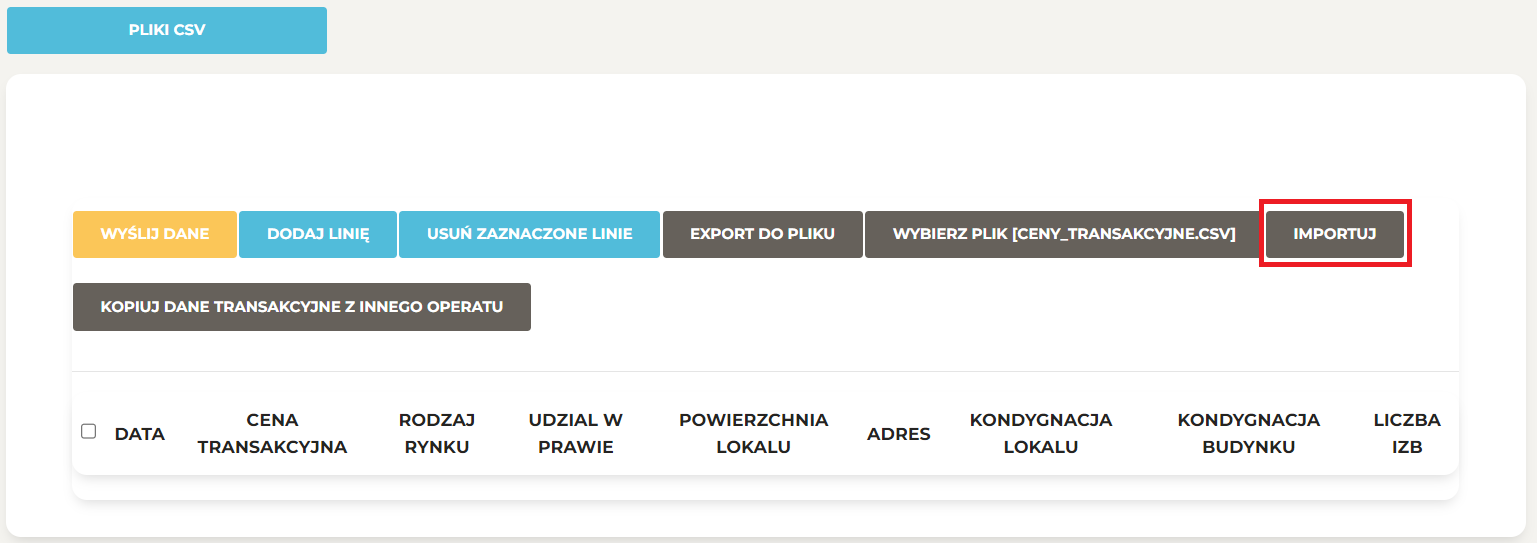 PLIKI CSV
WYŚLIJ DANE DODAJ LINIĘ USUŃ ZAZNACZONE LINIE EXPORT DO PLIKU WYBIERZ PLIK [CENY_TRANSAKCYJNE.CSV] IMPORTUJ
KOPIUJ DANE TRANSAKCYJNE Z INNEGO OPERATU
DATA
CENA
TRANSAKCYJNA
RODZAJ
RYNKU
UDZIAL W
PRAWIE
POWIERZCHNIA
LOKALU
ADRES
KONDYGNACJA
LOKALU
KONDYGNACJA
BUDYNKU
LICZBA
IZB